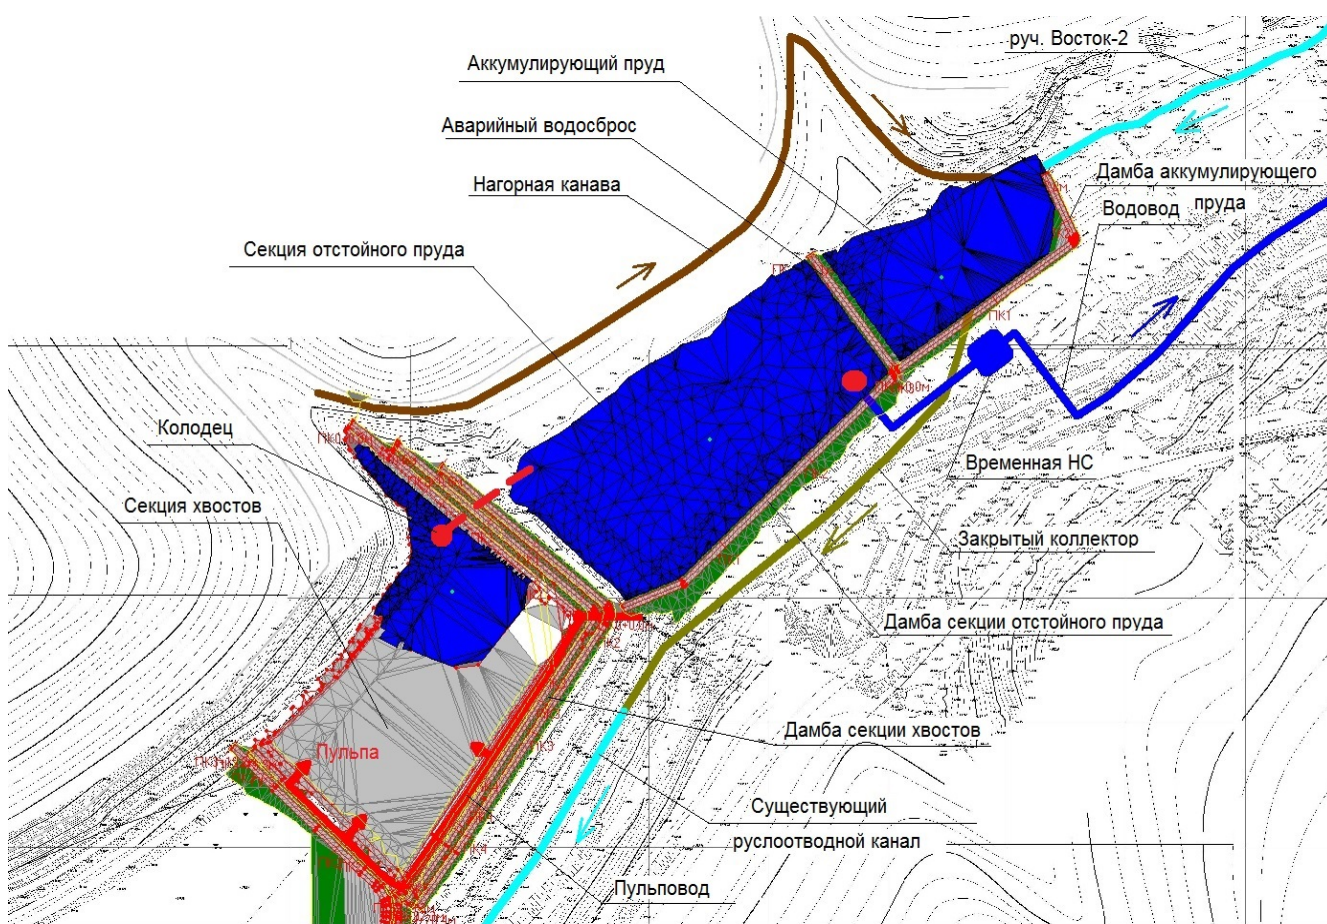 руч. Восток-2
Аккумулирующий пруд
Аварийный водосброс
Нагорная канава
Дамба аккумулирующего
пруда
Водовод
Секция отстойного пруда
ПК1
Колодец
Временная НС
Секция хвостов
Закрытый коллектор
Дамба секции отстойного пруда
Дамба секции хвостов
Пульпа
Существующий
руслоотводной канал
Пульповод